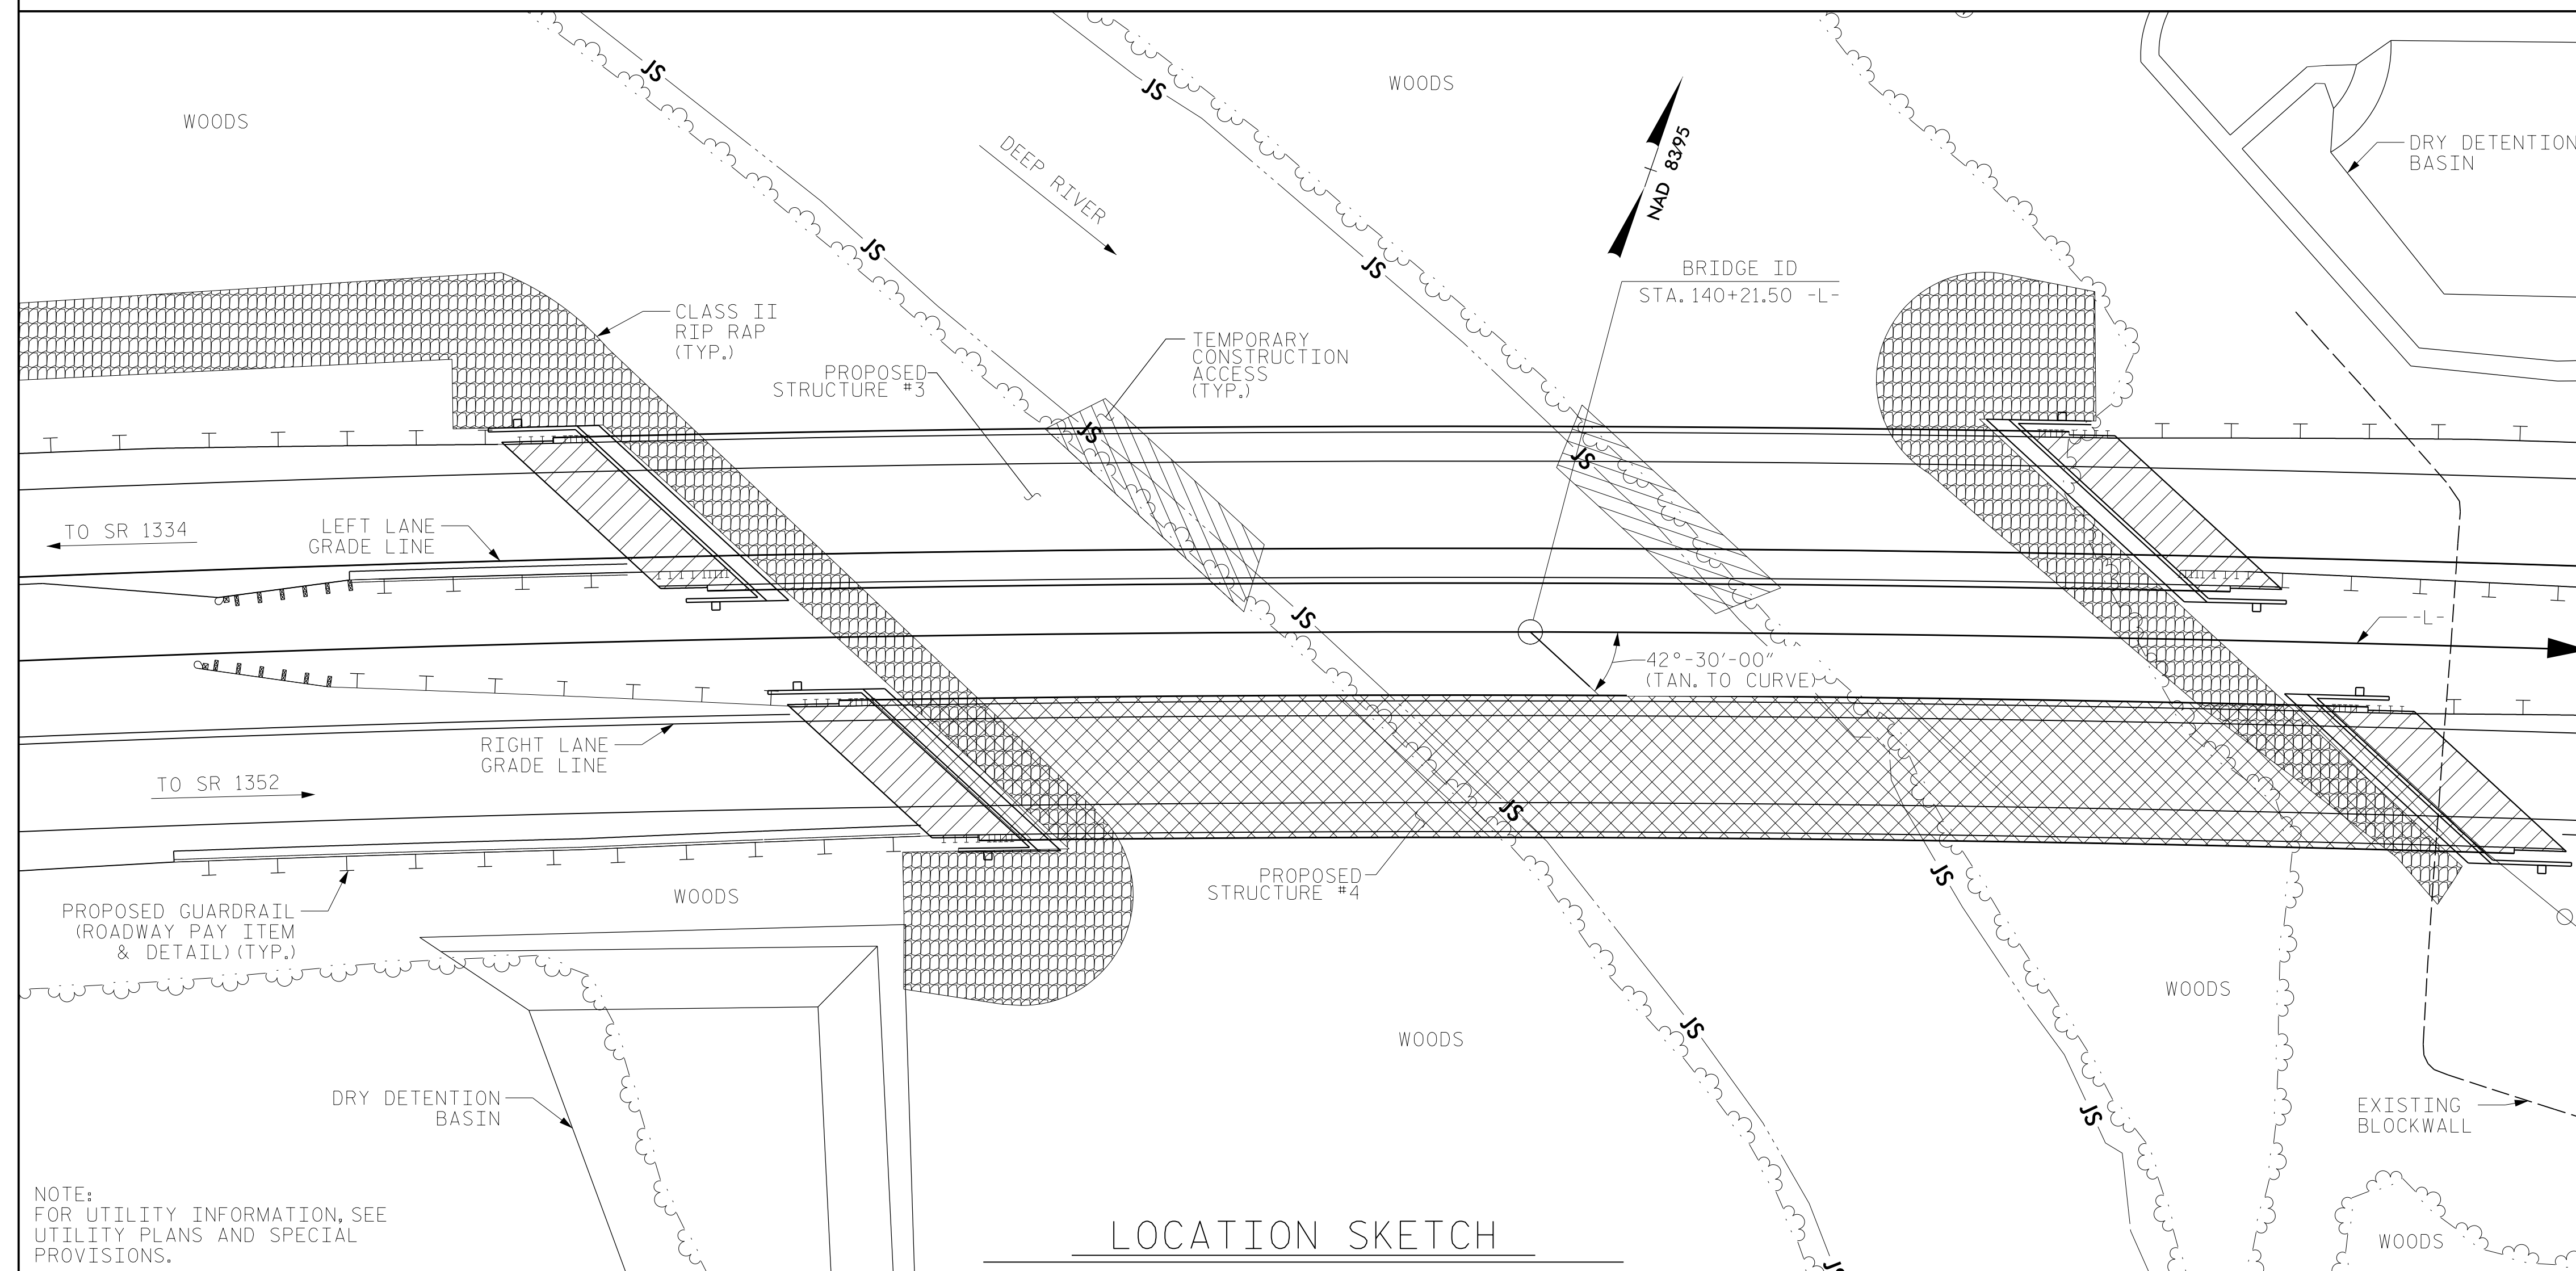 WOODS
WOODS
JS
JS
DEEP RIVER
NAD 83/95
DRY DETENTION
BASIN
JS
JS
BRIDGE ID
STA. 140+21.50 -L-
CLASS II
RIP RAP
(TYP.)
TEMPORARY
CONSTRUCTION
ACCESS
(TYP.)
PROPOSED
STRUCTURE #3
JS
JS
TO SR 1334
LEFT LANE
GRADE LINE
JS
-L-
42°-30'-00"
(TAN. TO CURVE)
RIGHT LANE
GRADE LINE
TO SR 1352
JS
JS
PROPOSED
STRUCTURE #4
WOODS
PROPOSED GUARDRAIL
(ROADWAY PAY ITEM
& DETAIL) (TYP.)
WOODS
WOODS
JS
DRY DETENTION
BASIN
JS
EXISTING
BLOCKWALL
NOTE:
FOR UTILITY INFORMATION, SEE
UTILITY PLANS AND SPECIAL
PROVISIONS.
LOCATION SKETCH
WOODS
JS